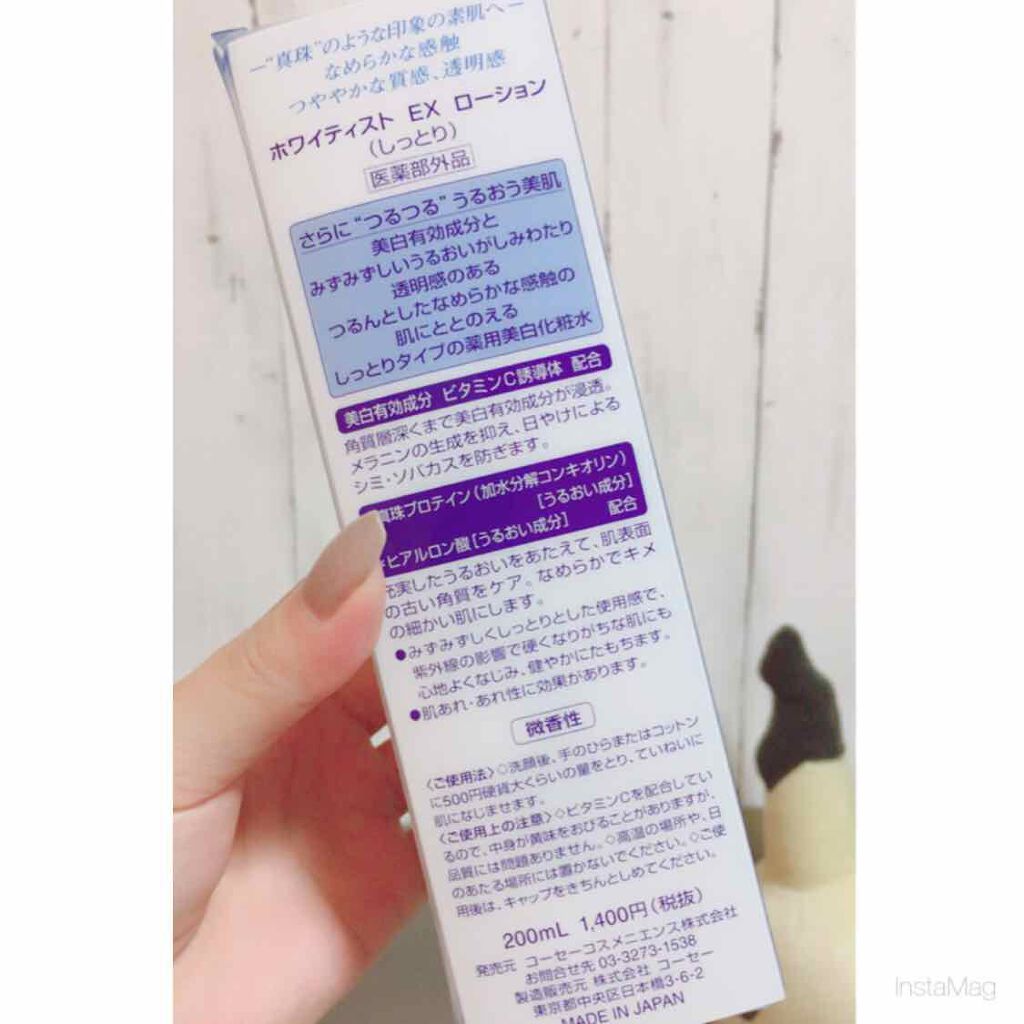 ―"真珠"のような印象の素肌へ―
なめらかな感触
つややかな質感、透明感
ホワイティスト EX ローション
(しっとり)
医薬部外品
さらに"つるつる"うるおう美肌
美白有効成分と
みずみずしいうるおいがしみわたり
透明感のある
つるんとしたなめらかな感触の
肌にととのえる
しっとりタイプの薬用美白化粧水
美白有効成分 ビタミンC誘導体 配合
角質層深くまで美白有効成分が浸透。
メラニンの生成を抑え、日やけによる
シミ・ソバカスを防ぎます。
真珠プロテイン(加水分解コンキオリン)
[うるおい成分]
ヒアルロン酸[うるおい成分] 配合
充実したうるおいをあたえて、肌表面
の古い角質をケア。なめらかでキメ
の細かい肌にします。
●みずみずしくしっとりとした使用感で、
紫外線の影響で硬くなりがちな肌にも
心地よくなじみ、健やかにたもちます。
●肌あれ・あれ性に効果があります。
微香性
〈ご使用法〉◇洗顔後、手のひらまたはコットン
に500円硬貨大くらいの量をとり、ていねいに
肌になじませます。
〈ご使用上の注意〉◇ビタミンCを配合してい
るので、中身が黄味をおびることがありますが、
品質には問題ありません。◇高温の場所や、日
のあたる場所には置かないでください。◇ご使
用後は、キャップをきちんとしめてください。
200mL 1,400円(税抜)
発売元 コーセーコスメニエンス株式会社
お問合せ先 03-3273-1538
製造販売元 株式会社 コーセー
東京都中央区日本橋3-6-2
MADE IN JAPAN
InstaMag